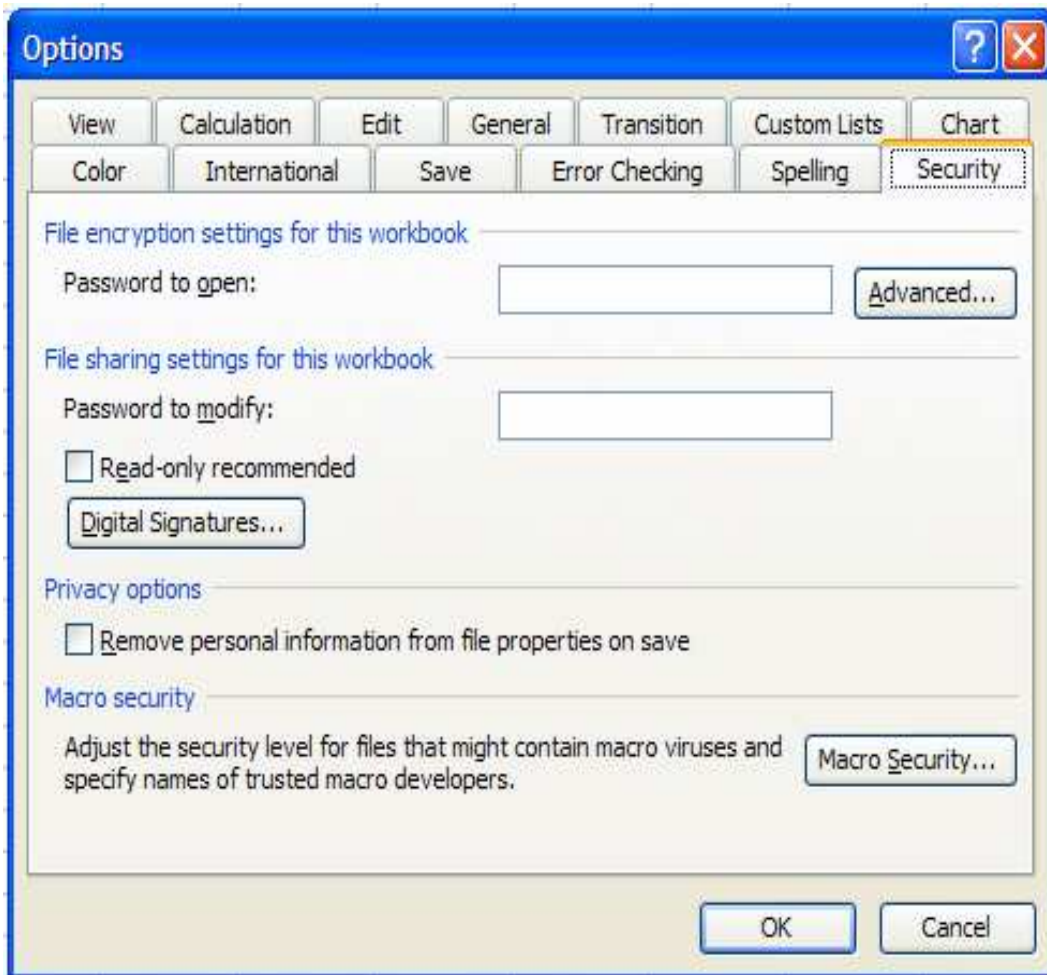 Options
View Calculation Edit General Transition Custom Lists Chart
Color International Save Error Checking Spelling Security
File encryption settings for this workbook
Password to open: Advanced...
File sharing settings for this workbook
Password to modify:
Read-only recommended
Digital Signatures...
Privacy options
Remove personal information from file properties on save
Macro security
Adjust the security level for files that might contain macro viruses and
specify names of trusted macro developers.
Macro Security...
OK Cancel